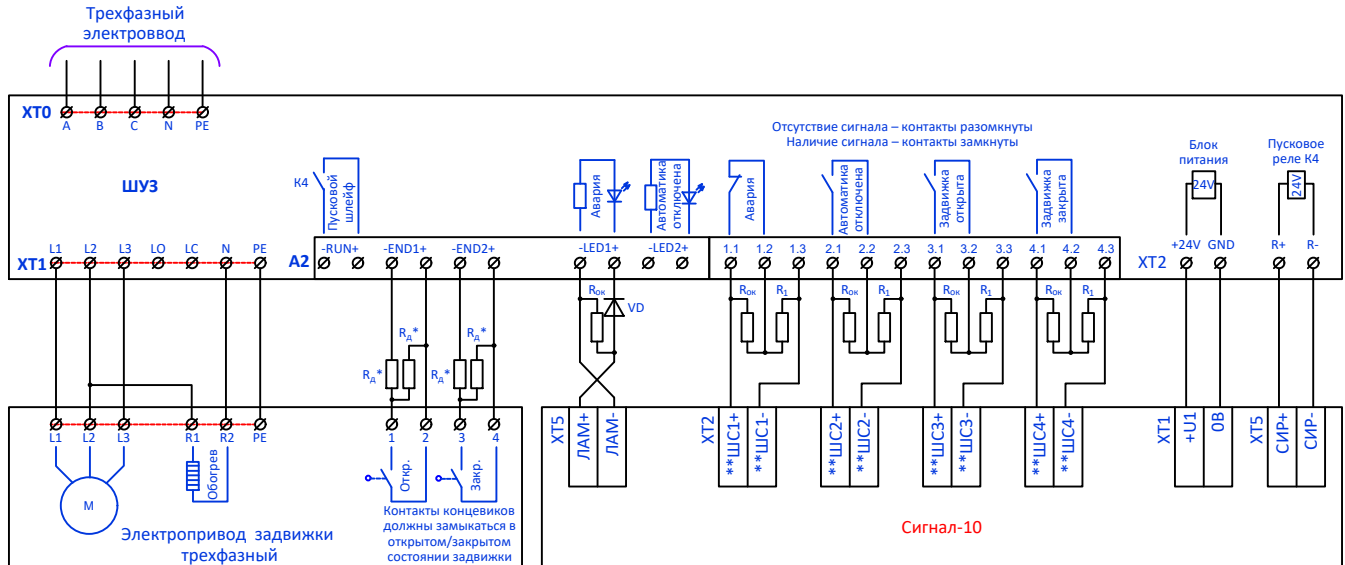 Трехфазный
электроввод
XT0
A B C N PE
ШУЗ
К4
Пусковой
шлейф
Авария
Автоматика
отключена
Отсутствие сигнала – контакты разомкнуты
Наличие сигнала – контакты замкнуты
Авария
Автоматика
отключена
Задвижка
открыта
Задвижка
закрыта
Блок
питания
24V
Пусковое
реле К4
24V
XT1
L1 L2 L3 LO LC N PE
A2
-RUN+ -END1+ -END2+ -LED1+ -LED2+
1.1 1.2 1.3 2.1 2.2 2.3 3.1 3.2 3.3 4.1 4.2 4.3
XT2
+24V GND R+ R-
Rок VD
Rок R1 Rок R1 Rок R1 Rок R1
Rд* Rд*
Rд* Rд*
L1 L2 L3 R1 R2 PE
1 2 3 4
M
Обогрев
Откр.
Закр.
Электропривод задвижки
трехфазный
Контакты концевиков
должны замыкаться в
открытом/закрытом
состоянии задвижки
XT5
ЛАМ+
ЛАМ-
XT2
**ШС1+
**ШС1-
**ШС2+
**ШС2-
**ШС3+
**ШС3-
**ШС4+
**ШС4-
XT1
+U1
0В
XT5
СИР+
СИР-
Сигнал-10